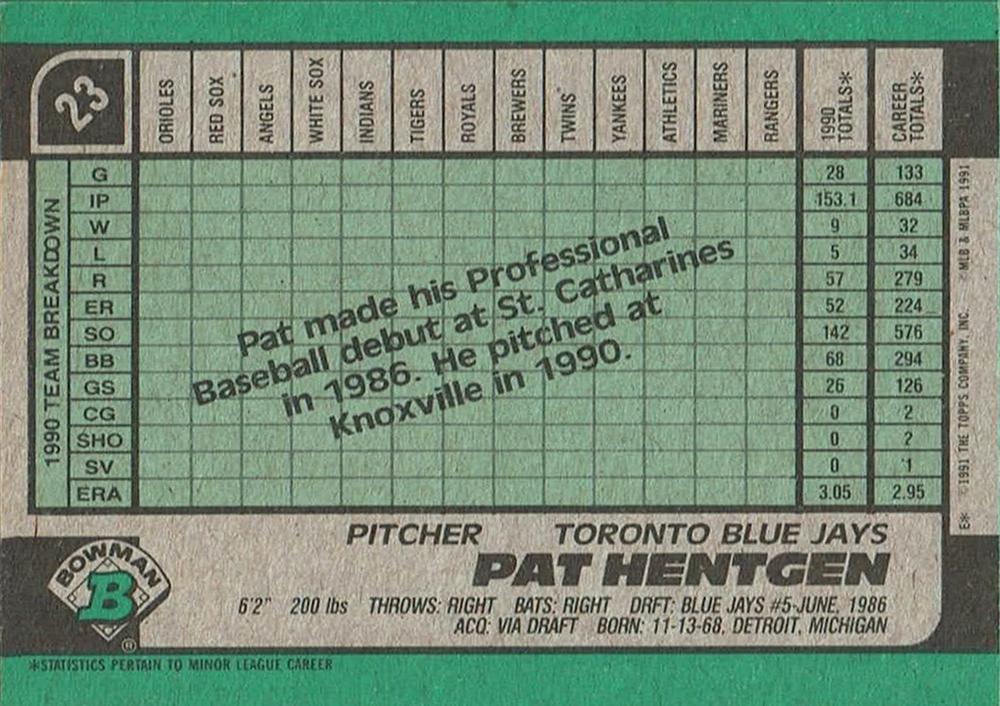 23
ORIOLES RED SOX ANGELS WHITE SOX INDIANS TIGERS ROYALS BREWERS TWINS YANKEES ATHLETICS MARINERS RANGERS 1990 TOTALS* CAREER TOTALS*
1990 TEAM BREAKDOWN
G 28 133
IP 153.1 684
W 9 32
L 5 34
R 57 279
ER 52 224
SO 142 576
BB 68 294
GS 26 126
CG 0 2
SHO 0 2
SV 0 1
ERA 3.05 2.95
Pat made his Professional
Baseball debut at St. Catharines
in 1986. He pitched at
Knoxville in 1990.
E* ©1991 THE TOPPS COMPANY, INC. ©MLB & MLBPA 1991
PITCHER TORONTO BLUE JAYS
PAT HENTGEN
BOWMAN
B
®
6'2" 200 lbs THROWS: RIGHT BATS: RIGHT DRFT: BLUE JAYS #5-JUNE, 1986
ACQ: VIA DRAFT BORN: 11-13-68, DETROIT, MICHIGAN
*STATISTICS PERTAIN TO MINOR LEAGUE CAREER